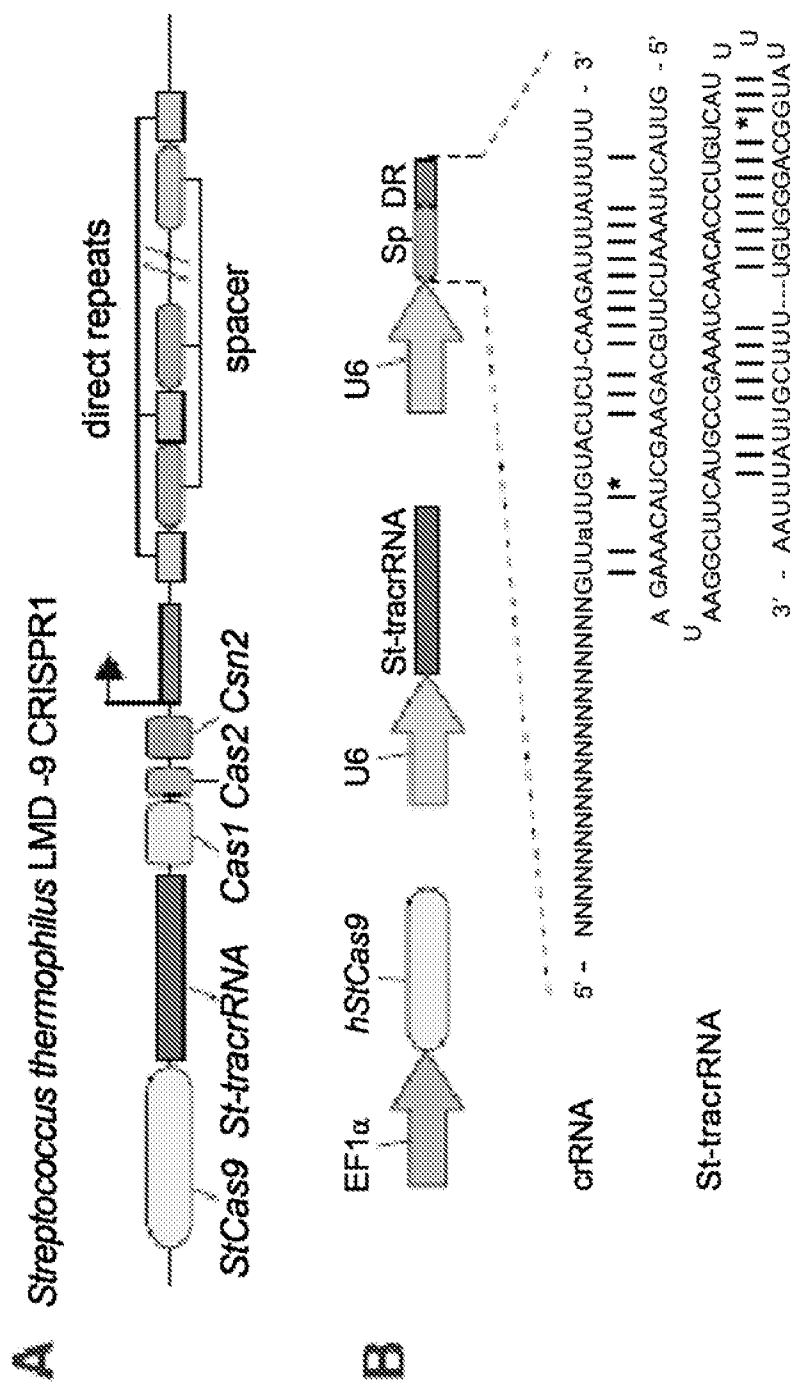 A
Streptococcus thermophilus LMD -9 CRISPR1
direct repeats
spacer
StCas9 St-tracrRNA Cas1 Cas2 Csn2
B
EF1α hStCas9 U6 St-tracrRNA U6 Sp DR
crRNA
5' - NNNNNNNNNNNNNNNNNNNNGUUaUUGUACUCU-CAAGAUUUAUUUUU - 3'
A GAAACAUCGAAGACGUUCUAAAUUCAUUG - 5'
U
St-tracrRNA
AAGGCUUCAUGCCGAAAUCAACACCCUGUCAU
U
U
3' - AAUUUAUUGCUUU---UGUGGGACGGUAU